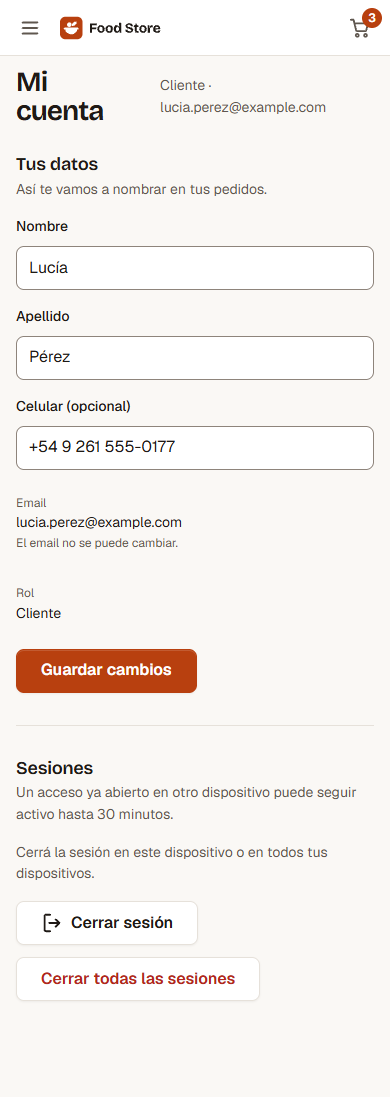 Food Store
3
Mi
cuenta
Cliente ·
lucia.perez@example.com
Tus datos
Así te vamos a nombrar en tus pedidos.
Nombre
Lucía
Apellido
Pérez
Celular (opcional)
+54 9 261 555-0177
Email
lucia.perez@example.com
El email no se puede cambiar.
Rol
Cliente
Guardar cambios
Sesiones
Un acceso ya abierto en otro dispositivo puede seguir
activo hasta 30 minutos.
Cerrá la sesión en este dispositivo o en todos tus
dispositivos.
Cerrar sesión
Cerrar todas las sesiones